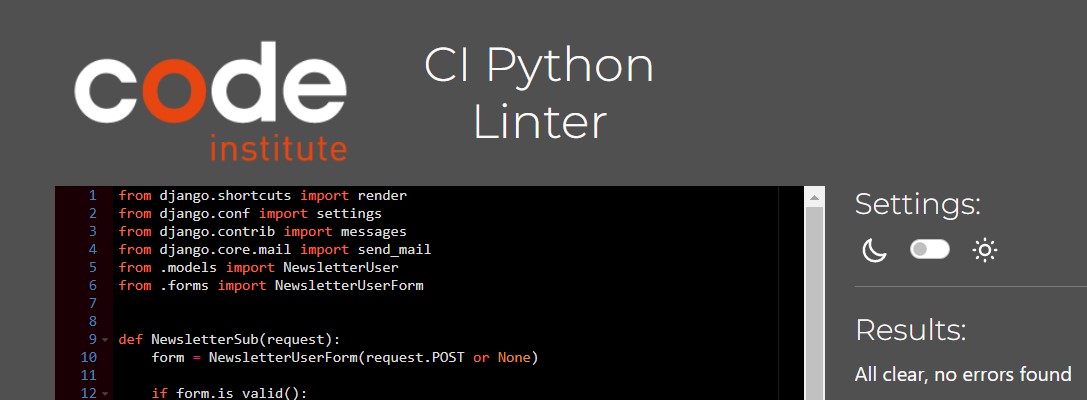 code
institute
CI Python
Linter
1 from django.shortcuts import render
2 from django.conf import settings
3 from django.contrib import messages
4 from django.core.mail import send_mail
5 from .models import NewsletterUser
6 from .forms import NewsletterUserForm
7
8
9 def NewsletterSub(request):
10     form = NewsletterUserForm(request.POST or None)
11
12     if form.is_valid():
Settings:
Results:
All clear, no errors found